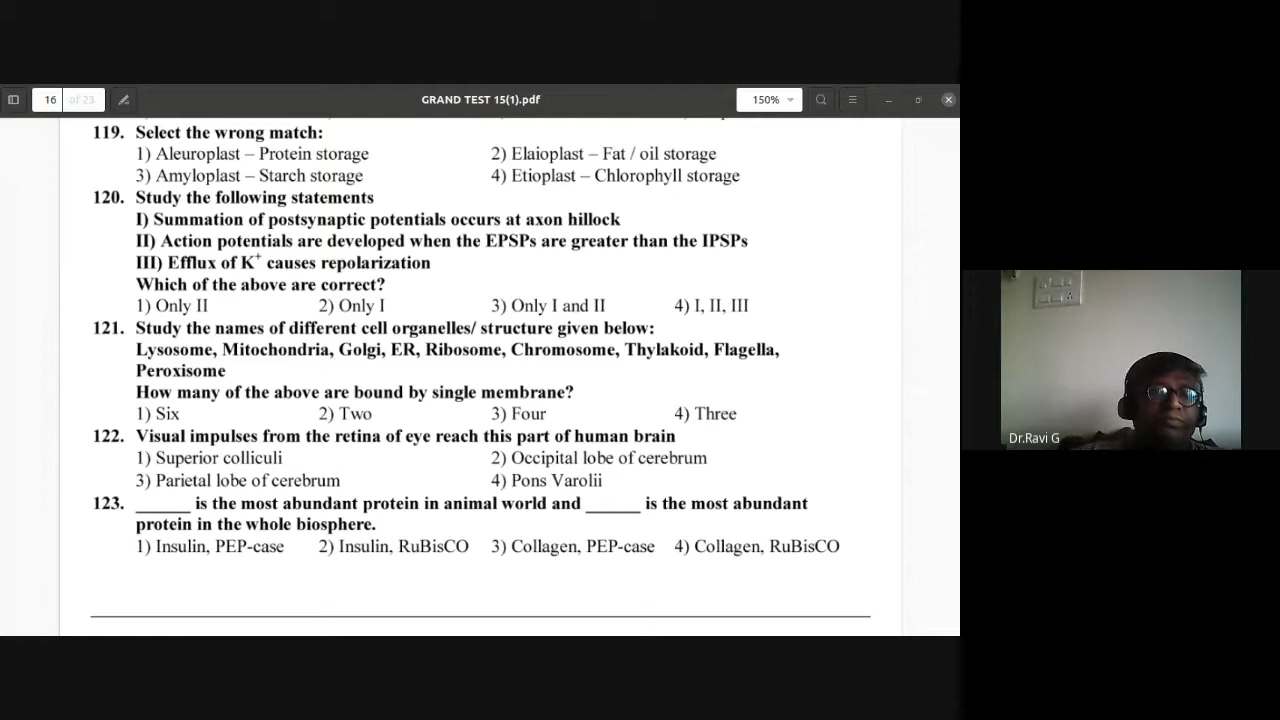 16 of 23
GRAND TEST 15(1).pdf
150%
119. Select the wrong match:
1) Aleuroplast – Protein storage 2) Elaioplast – Fat / oil storage
3) Amyloplast – Starch storage 4) Etioplast – Chlorophyll storage
120. Study the following statements
I) Summation of postsynaptic potentials occurs at axon hillock
II) Action potentials are developed when the EPSPs are greater than the IPSPs
III) Efflux of K⁺ causes repolarization
Which of the above are correct?
1) Only II 2) Only I 3) Only I and II 4) I, II, III
121. Study the names of different cell organelles/ structure given below:
Lysosome, Mitochondria, Golgi, ER, Ribosome, Chromosome, Thylakoid, Flagella,
Peroxisome
How many of the above are bound by single membrane?
1) Six 2) Two 3) Four 4) Three
122. Visual impulses from the retina of eye reach this part of human brain
1) Superior colliculi 2) Occipital lobe of cerebrum
3) Parietal lobe of cerebrum 4) Pons Varolii
123. ______ is the most abundant protein in animal world and ______ is the most abundant
protein in the whole biosphere.
1) Insulin, PEP-case 2) Insulin, RuBisCO 3) Collagen, PEP-case 4) Collagen, RuBisCO
Dr.Ravi G